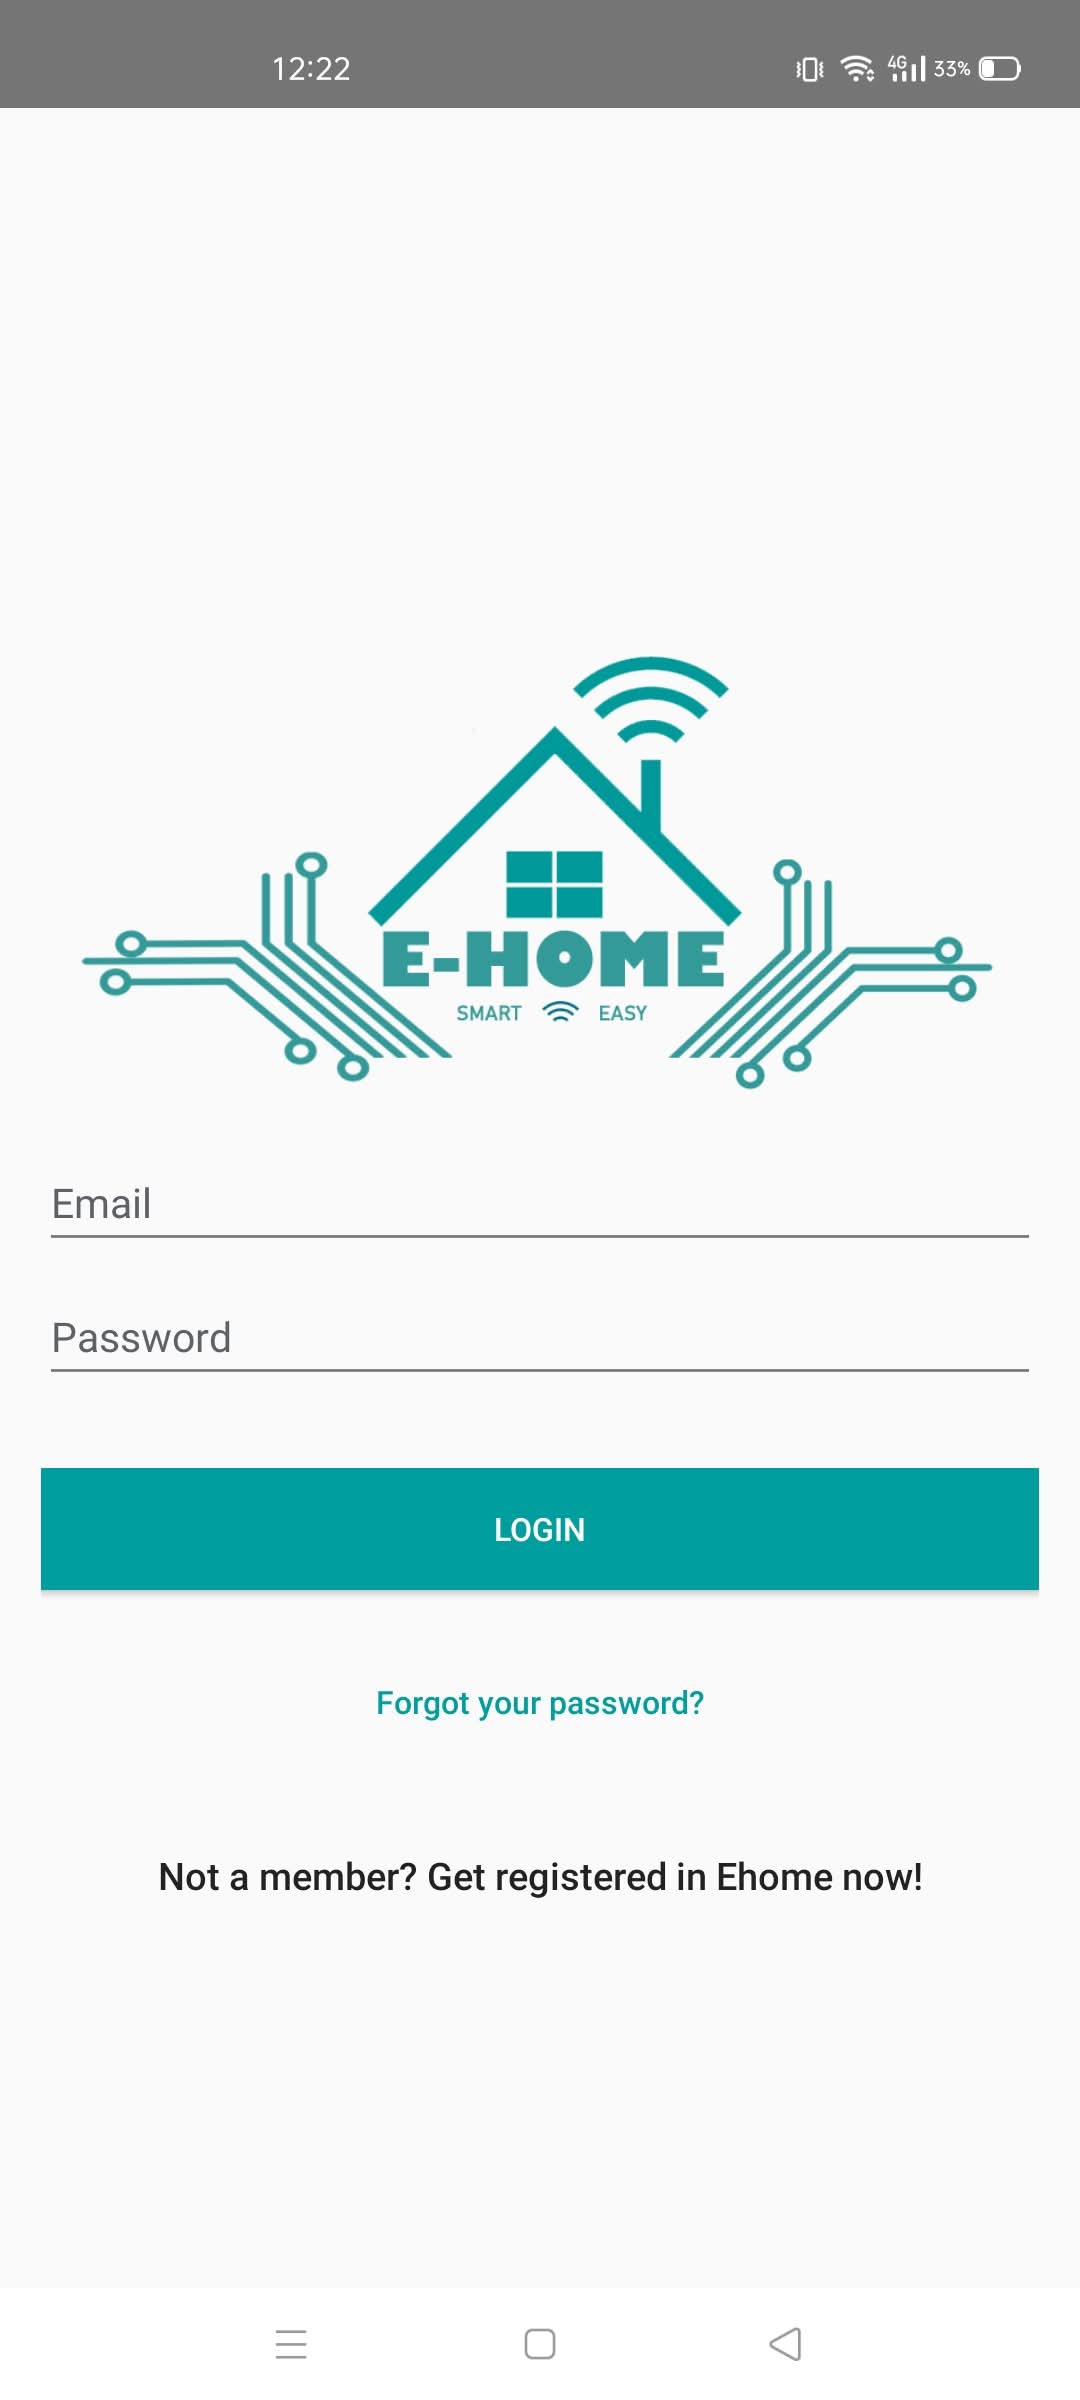 12:22
4G 33%
E-HOME
SMART EASY
Email
Password
LOGIN
Forgot your password?
Not a member? Get registered in Ehome now!